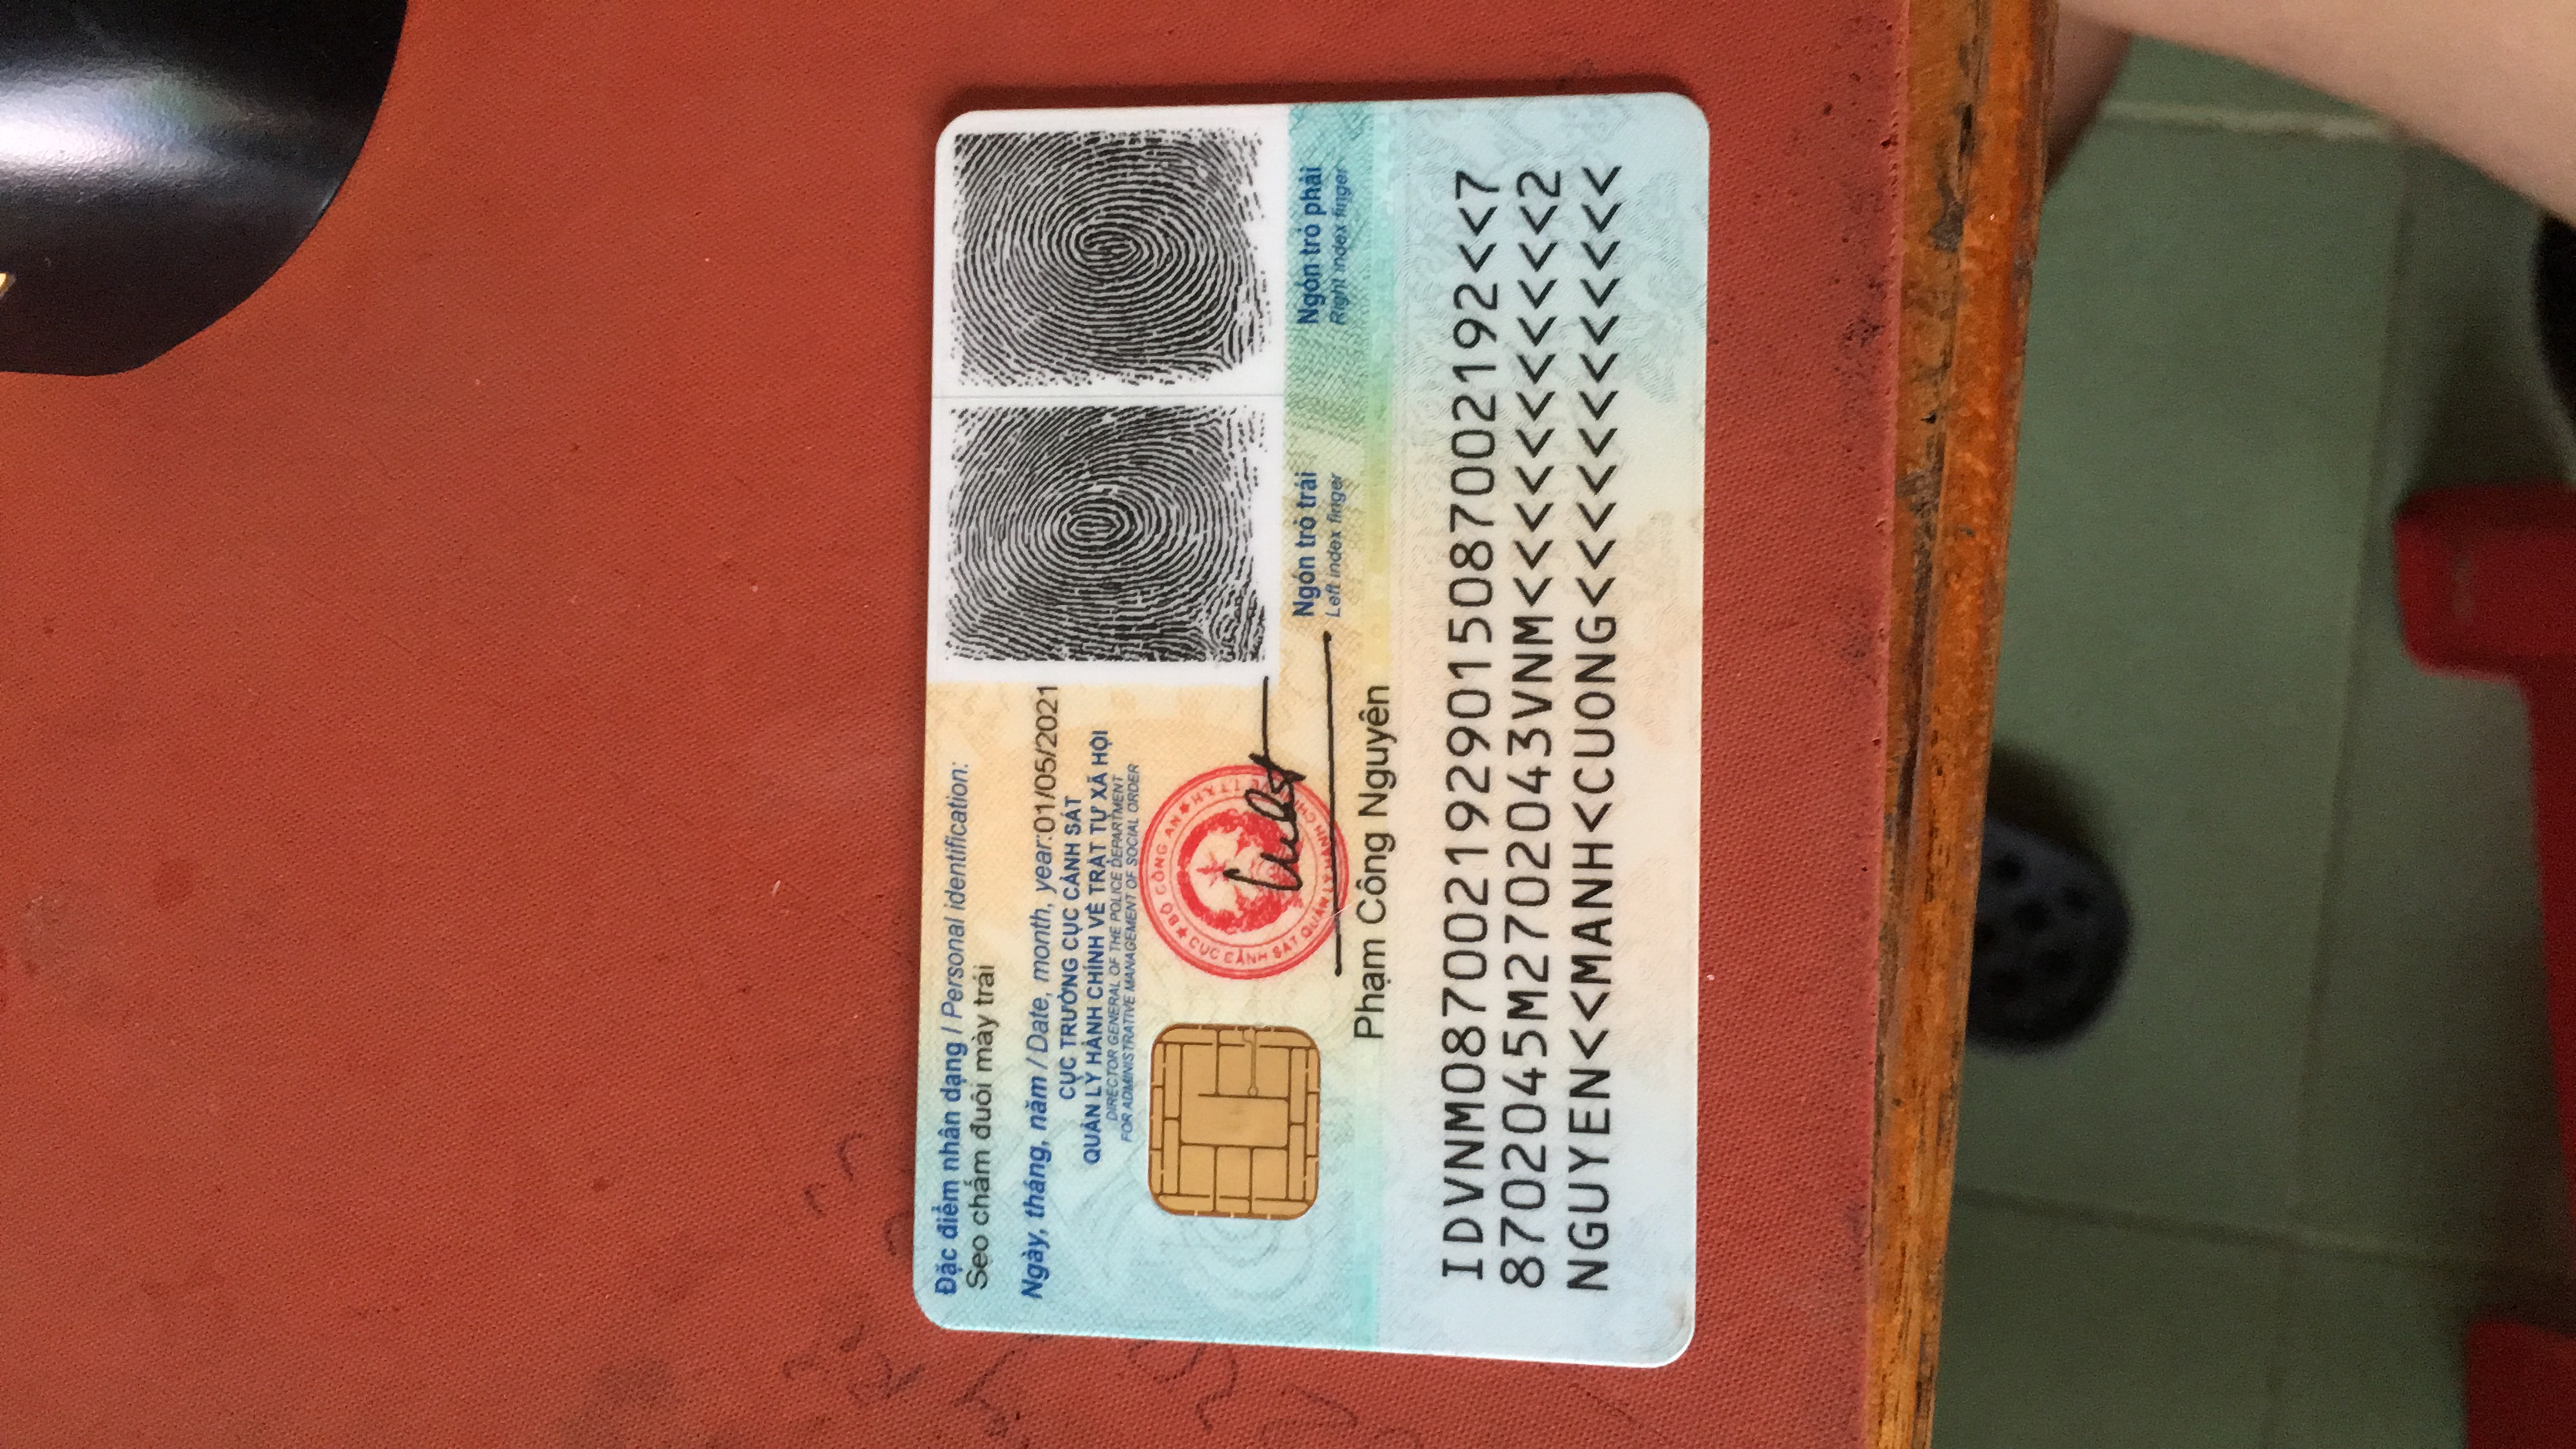 Đặc điểm nhân dạng / Personal identification:
Sẹo chấm đuôi mày trái
Ngày, tháng, năm / Date, month, year:01/05/2021
CỤC TRƯỞNG CỤC CẢNH SÁT
QUẢN LÝ HÀNH CHÍNH VỀ TRẬT TỰ XÃ HỘI
DIRECTOR GENERAL OF THE POLICE DEPARTMENT
FOR ADMINISTRATIVE MANAGEMENT OF SOCIAL ORDER
BỘ CÔNG AN
CỤC CẢNH SÁT QUẢN LÝ HÀNH
Ngón trỏ trái
Left index finger
Ngón trỏ phải
Right index finger
Phạm Công Nguyên
IDVNM0870021929015087002192<<7
8702045M2702043VNM<<<<<<<<<<<2
NGUYEN<<MANH<CUONG<<<<<<<<<<<<